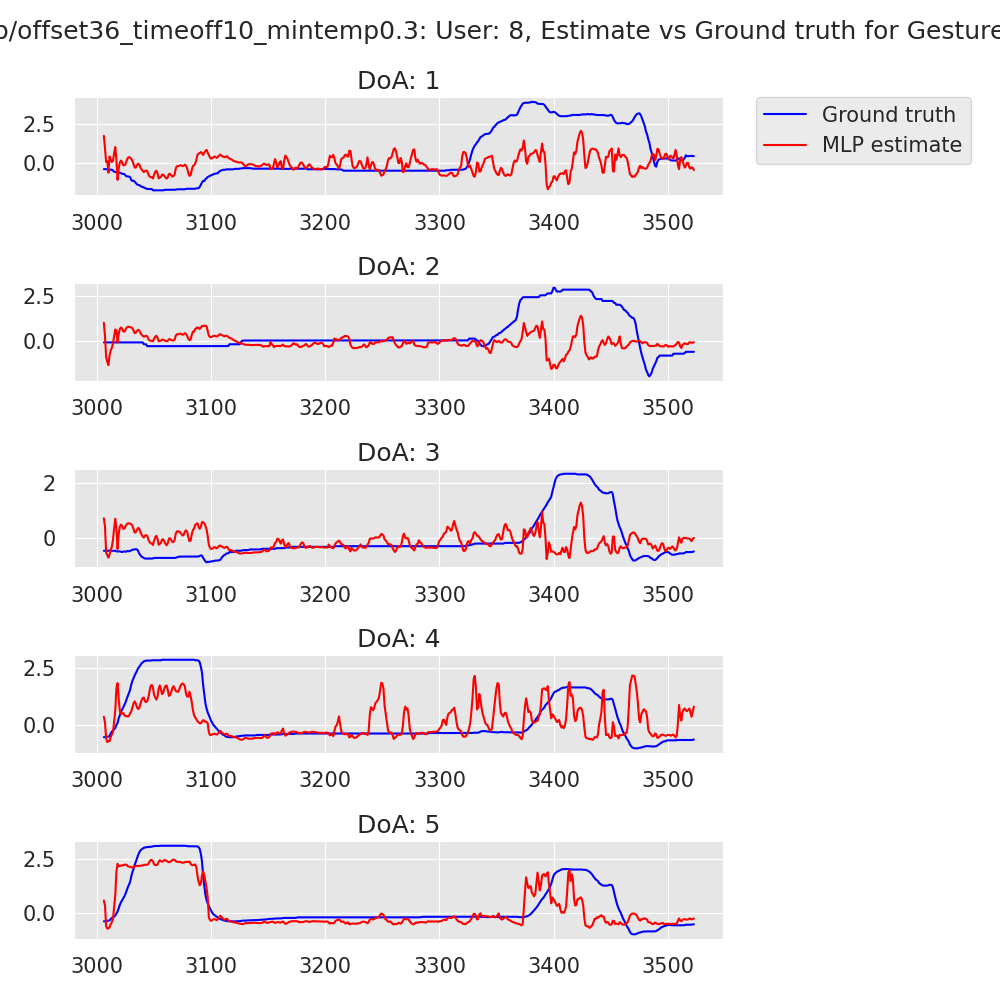 o/offset36_timeoff10_mintemp0.3: User: 8, Estimate vs Ground truth for Gesture
DoA: 1
Ground truth
MLP estimate
2.5
0.0
3000 3100 3200 3300 3400 3500
DoA: 2
2.5
0.0
3000 3100 3200 3300 3400 3500
DoA: 3
2
0
3000 3100 3200 3300 3400 3500
DoA: 4
2.5
0.0
3000 3100 3200 3300 3400 3500
DoA: 5
2.5
0.0
3000 3100 3200 3300 3400 3500